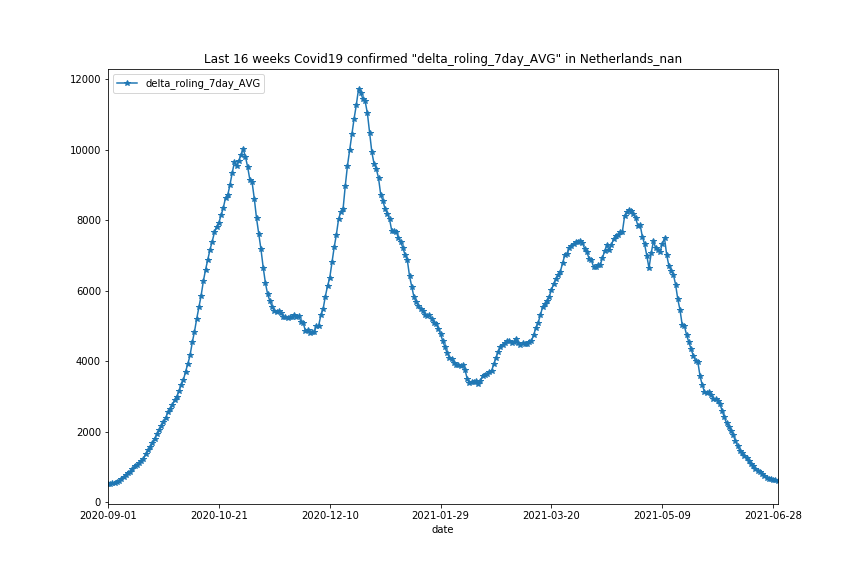 Last 16 weeks Covid19 confirmed "delta_roling_7day_AVG" in Netherlands_nan
delta_roling_7day_AVG
12000
10000
8000
6000
4000
2000
0
2020-09-01 2020-10-21 2020-12-10 2021-01-29 2021-03-20 2021-05-09 2021-06-28
date